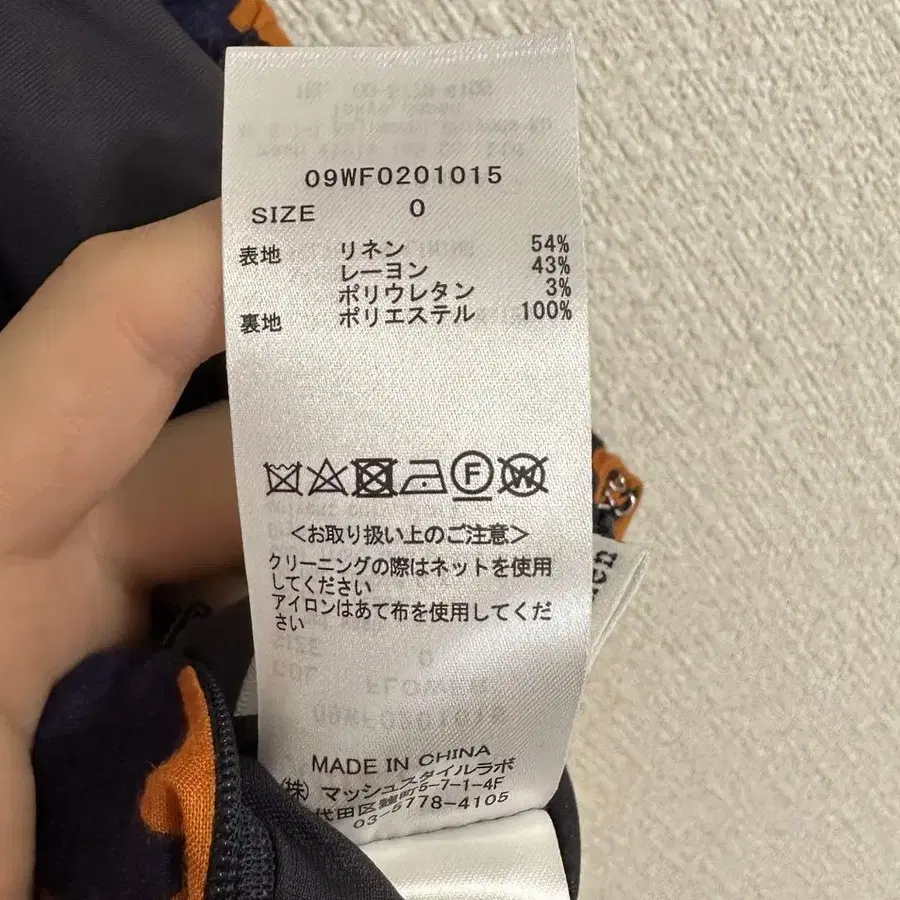 09WF0201015
SIZE 0
表地 リネン 54%
レーヨン 43%
ポリウレタン 3%
裏地 ポリエステル 100%
F W
<お取り扱い上のご注意>
クリーニングの際はネットを使用
してください
アイロンはあて布を使用してくだ
さい
MADE IN CHINA
(株) マッシュスタイルラボ
代田区麹町5-7-1-4F
03-5778-4105